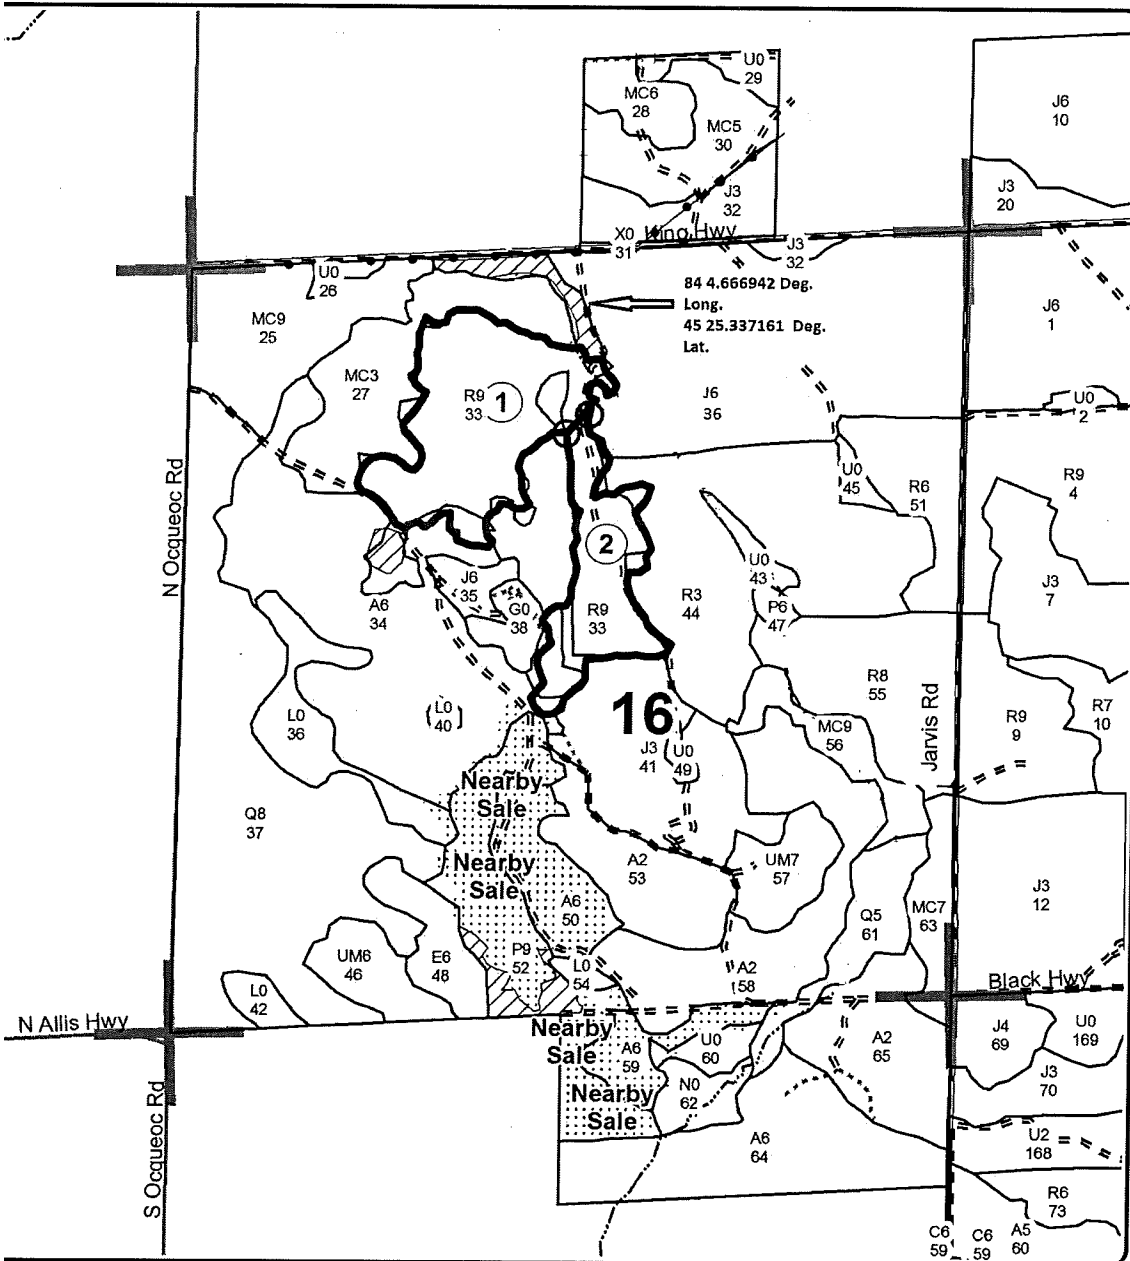 U0
29
MC6
28
MC5
30
J6
10
J3
20
J3
32
X0
31
King Hwy
J3
32
U0
26
84 4.666942 Deg.
Long.
45 25.337161 Deg.
Lat.
MC9
25
J6
1
MC3
27
R9
33
1
J6
36
U0
2
N Ocqueoc Rd
U0
45
R6
51
R9
4
2
J6
35
G0
38
A6
34
R9
33
R3
44
U0
43
P6
47
J3
7
R8
55
L0
36
L0
40
16
J3
41
U0
49
MC9
56
Jarvis Rd
R9
9
R7
10
Nearby
Sale
Q8
37
Nearby
Sale
A2
53
UM7
57
A6
50
Q5
61
MC7
63
J3
12
UM6
46
E6
48
P9
52
L0
54
A2
58
Black Hwy
L0
42
N Allis Hwy
Nearby
Sale
A6
59
U0
60
A2
65
J4
69
U0
169
N0
62
Nearby
Sale
J3
70
S Ocqueoc Rd
A6
64
U2
168
R6
73
C6
59
C6
59
A5
60